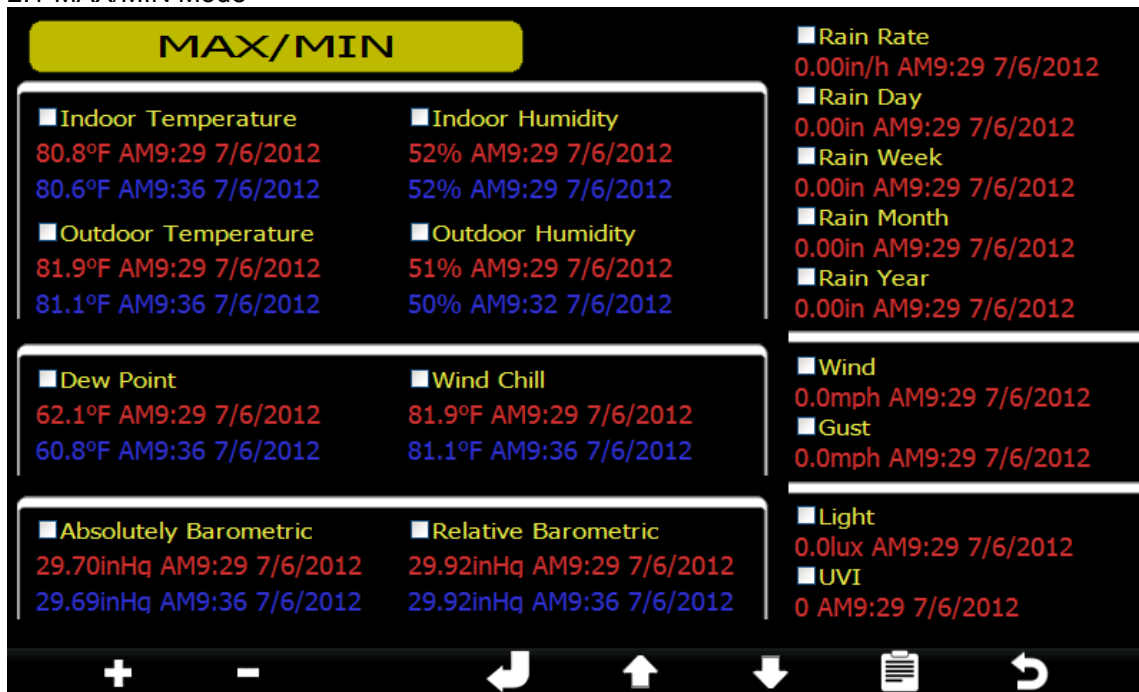 MAX/MIN Mode
MAX/MIN
Indoor Temperature
80.8ºF AM9:29 7/6/2012
80.6ºF AM9:36 7/6/2012
Indoor Humidity
52% AM9:29 7/6/2012
52% AM9:29 7/6/2012
Outdoor Temperature
81.9ºF AM9:29 7/6/2012
81.1ºF AM9:36 7/6/2012
Outdoor Humidity
51% AM9:29 7/6/2012
50% AM9:32 7/6/2012
Dew Point
62.1ºF AM9:29 7/6/2012
60.8ºF AM9:36 7/6/2012
Wind Chill
81.9ºF AM9:29 7/6/2012
81.1ºF AM9:36 7/6/2012
Absolutely Barometric
29.70inHg AM9:29 7/6/2012
29.69inHg AM9:36 7/6/2012
Relative Barometric
29.92inHg AM9:29 7/6/2012
29.92inHg AM9:36 7/6/2012
Rain Rate
0.00in/h AM9:29 7/6/2012
Rain Day
0.00in AM9:29 7/6/2012
Rain Week
0.00in AM9:29 7/6/2012
Rain Month
0.00in AM9:29 7/6/2012
Rain Year
0.00in AM9:29 7/6/2012
Wind
0.0mph AM9:29 7/6/2012
Gust
0.0mph AM9:29 7/6/2012
Light
0.0lux AM9:29 7/6/2012
UVI
0 AM9:29 7/6/2012